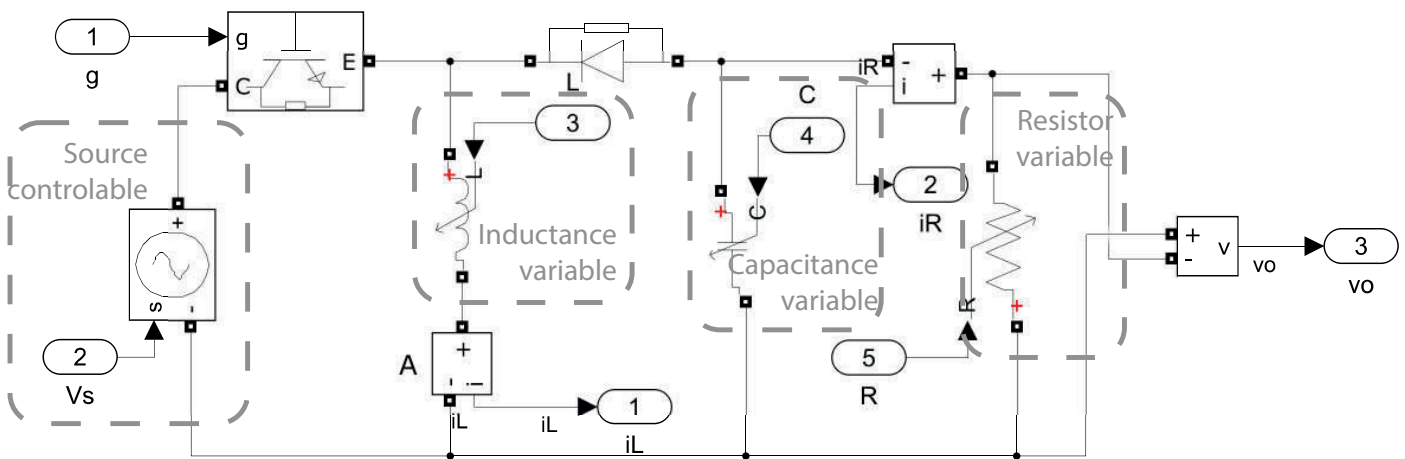 1
g
g
C
E
Source
controlable
+
s
-
2
Vs
L
3
L
+
Inductance
variable
A
+
-
i
iL
iL
1
iL
C
4
C
+
Capacitance
variable
iR
-
+
i
2
iR
Resistor
variable
R
+
5
R
+
-
v
vo
3
vo